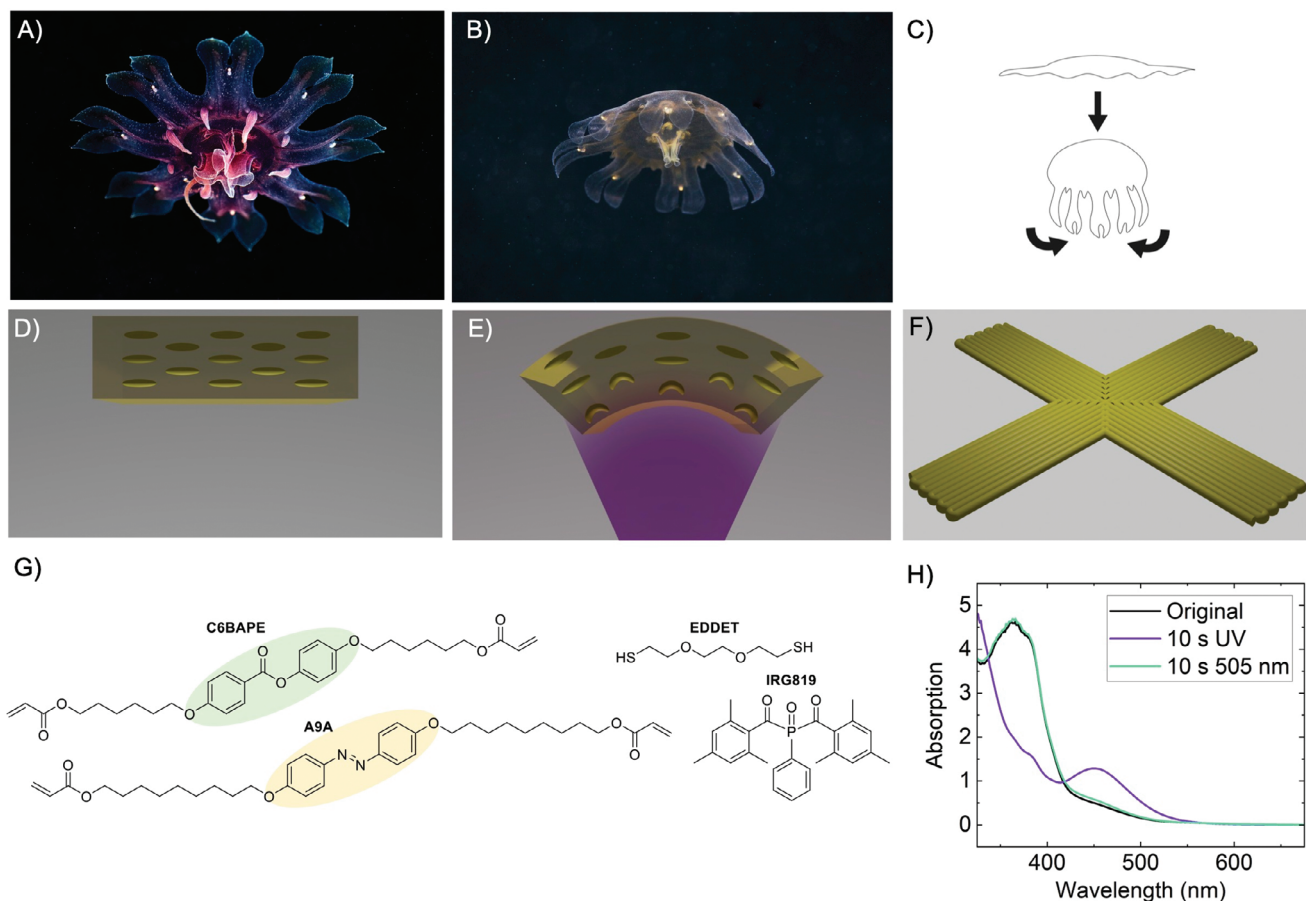 A)
B)
C)
D)
E)
F)
G)
C6BAPE
O
O
O
O
O
O
O
O
A9A
O
O
N
N
O
O
O
O
EDDET
HS
O
O
SH
IRG819
O
O
O
P
H)
Original
10 s UV
10 s 505 nm
5
4
3
2
1
0
Absorption
400
500
600
Wavelength (nm)